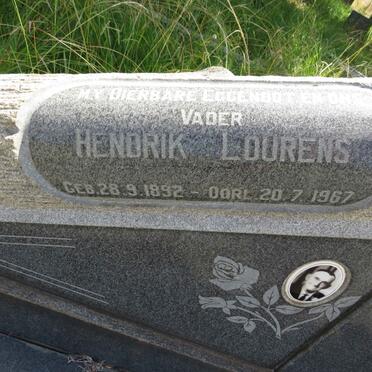 MY DIERBARE EGGENOOT EN ONS
VADER
HENDRIK LOURENS
GEB. 28.9.1892 - OORL. 20.7.1967